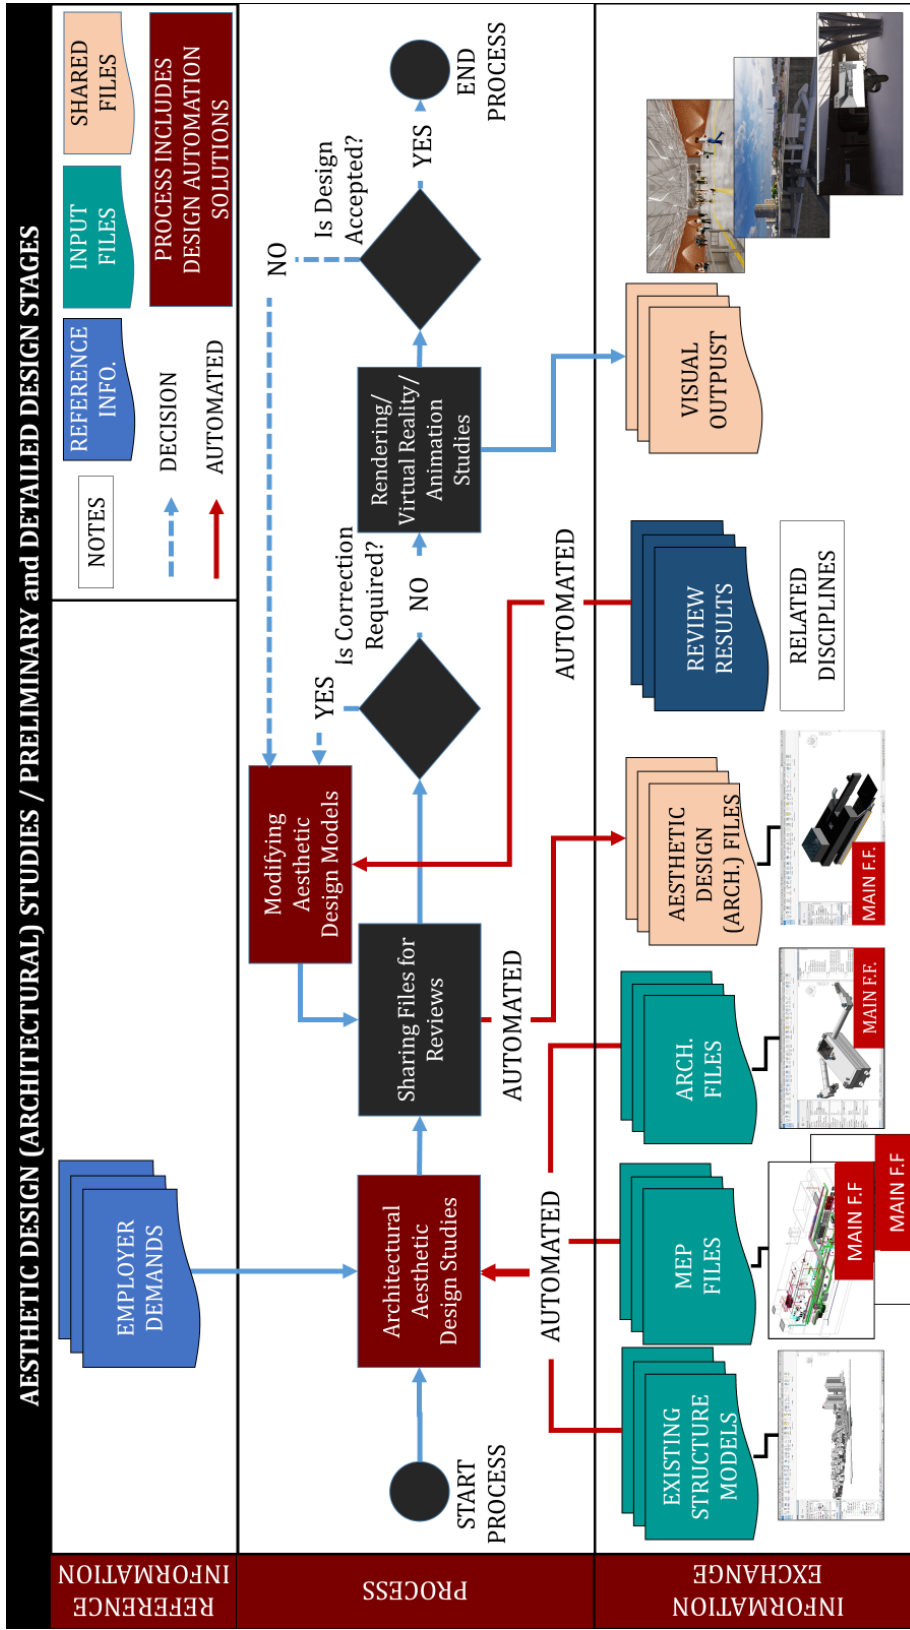 AESTHETIC DESIGN (ARCHITECTURAL) STUDIES / PRELIMINARY and DETAILED DESIGN STAGES
REFERENCE
INFORMATION
EMPLOYER
DEMANDS
NOTES
REFERENCE
INFO.
INPUT
FILES
SHARED
FILES
DECISION
AUTOMATED
PROCESS INCLUDES
DESIGN AUTOMATION
SOLUTIONS
PROCESS
START
PROCESS
Architectural
Aesthetic
Design Studies
Sharing Files for
Reviews
Modifying
Aesthetic
Design Models
YES
Is Correction
Required?
NO
Rendering/
Virtual Reality/
Animation
Studies
NO
Is Design
Accepted?
YES
END
PROCESS
AUTOMATED
AUTOMATED
AUTOMATED
INFORMATION
EXCHANGE
EXISTING
STRUCTURE
MODELS
MEP
FILES
MAIN F.F
MAIN F.F
ARCH.
FILES
MAIN F.F.
AESTHETIC
DESIGN
(ARCH.) FILES
MAIN F.F.
REVIEW
RESULTS
RELATED
DISCIPLINES
VISUAL
OUTPUST